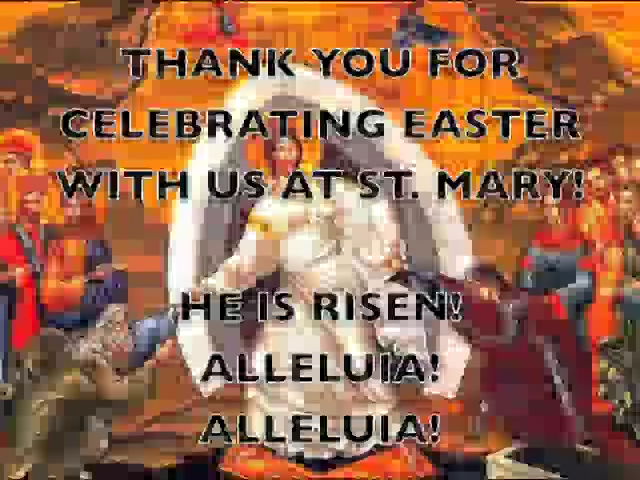 THANK YOU FOR
CELEBRATING EASTER
WITH US AT ST. MARY!
HE IS RISEN!
ALLELUIA!
ALLELUIA!